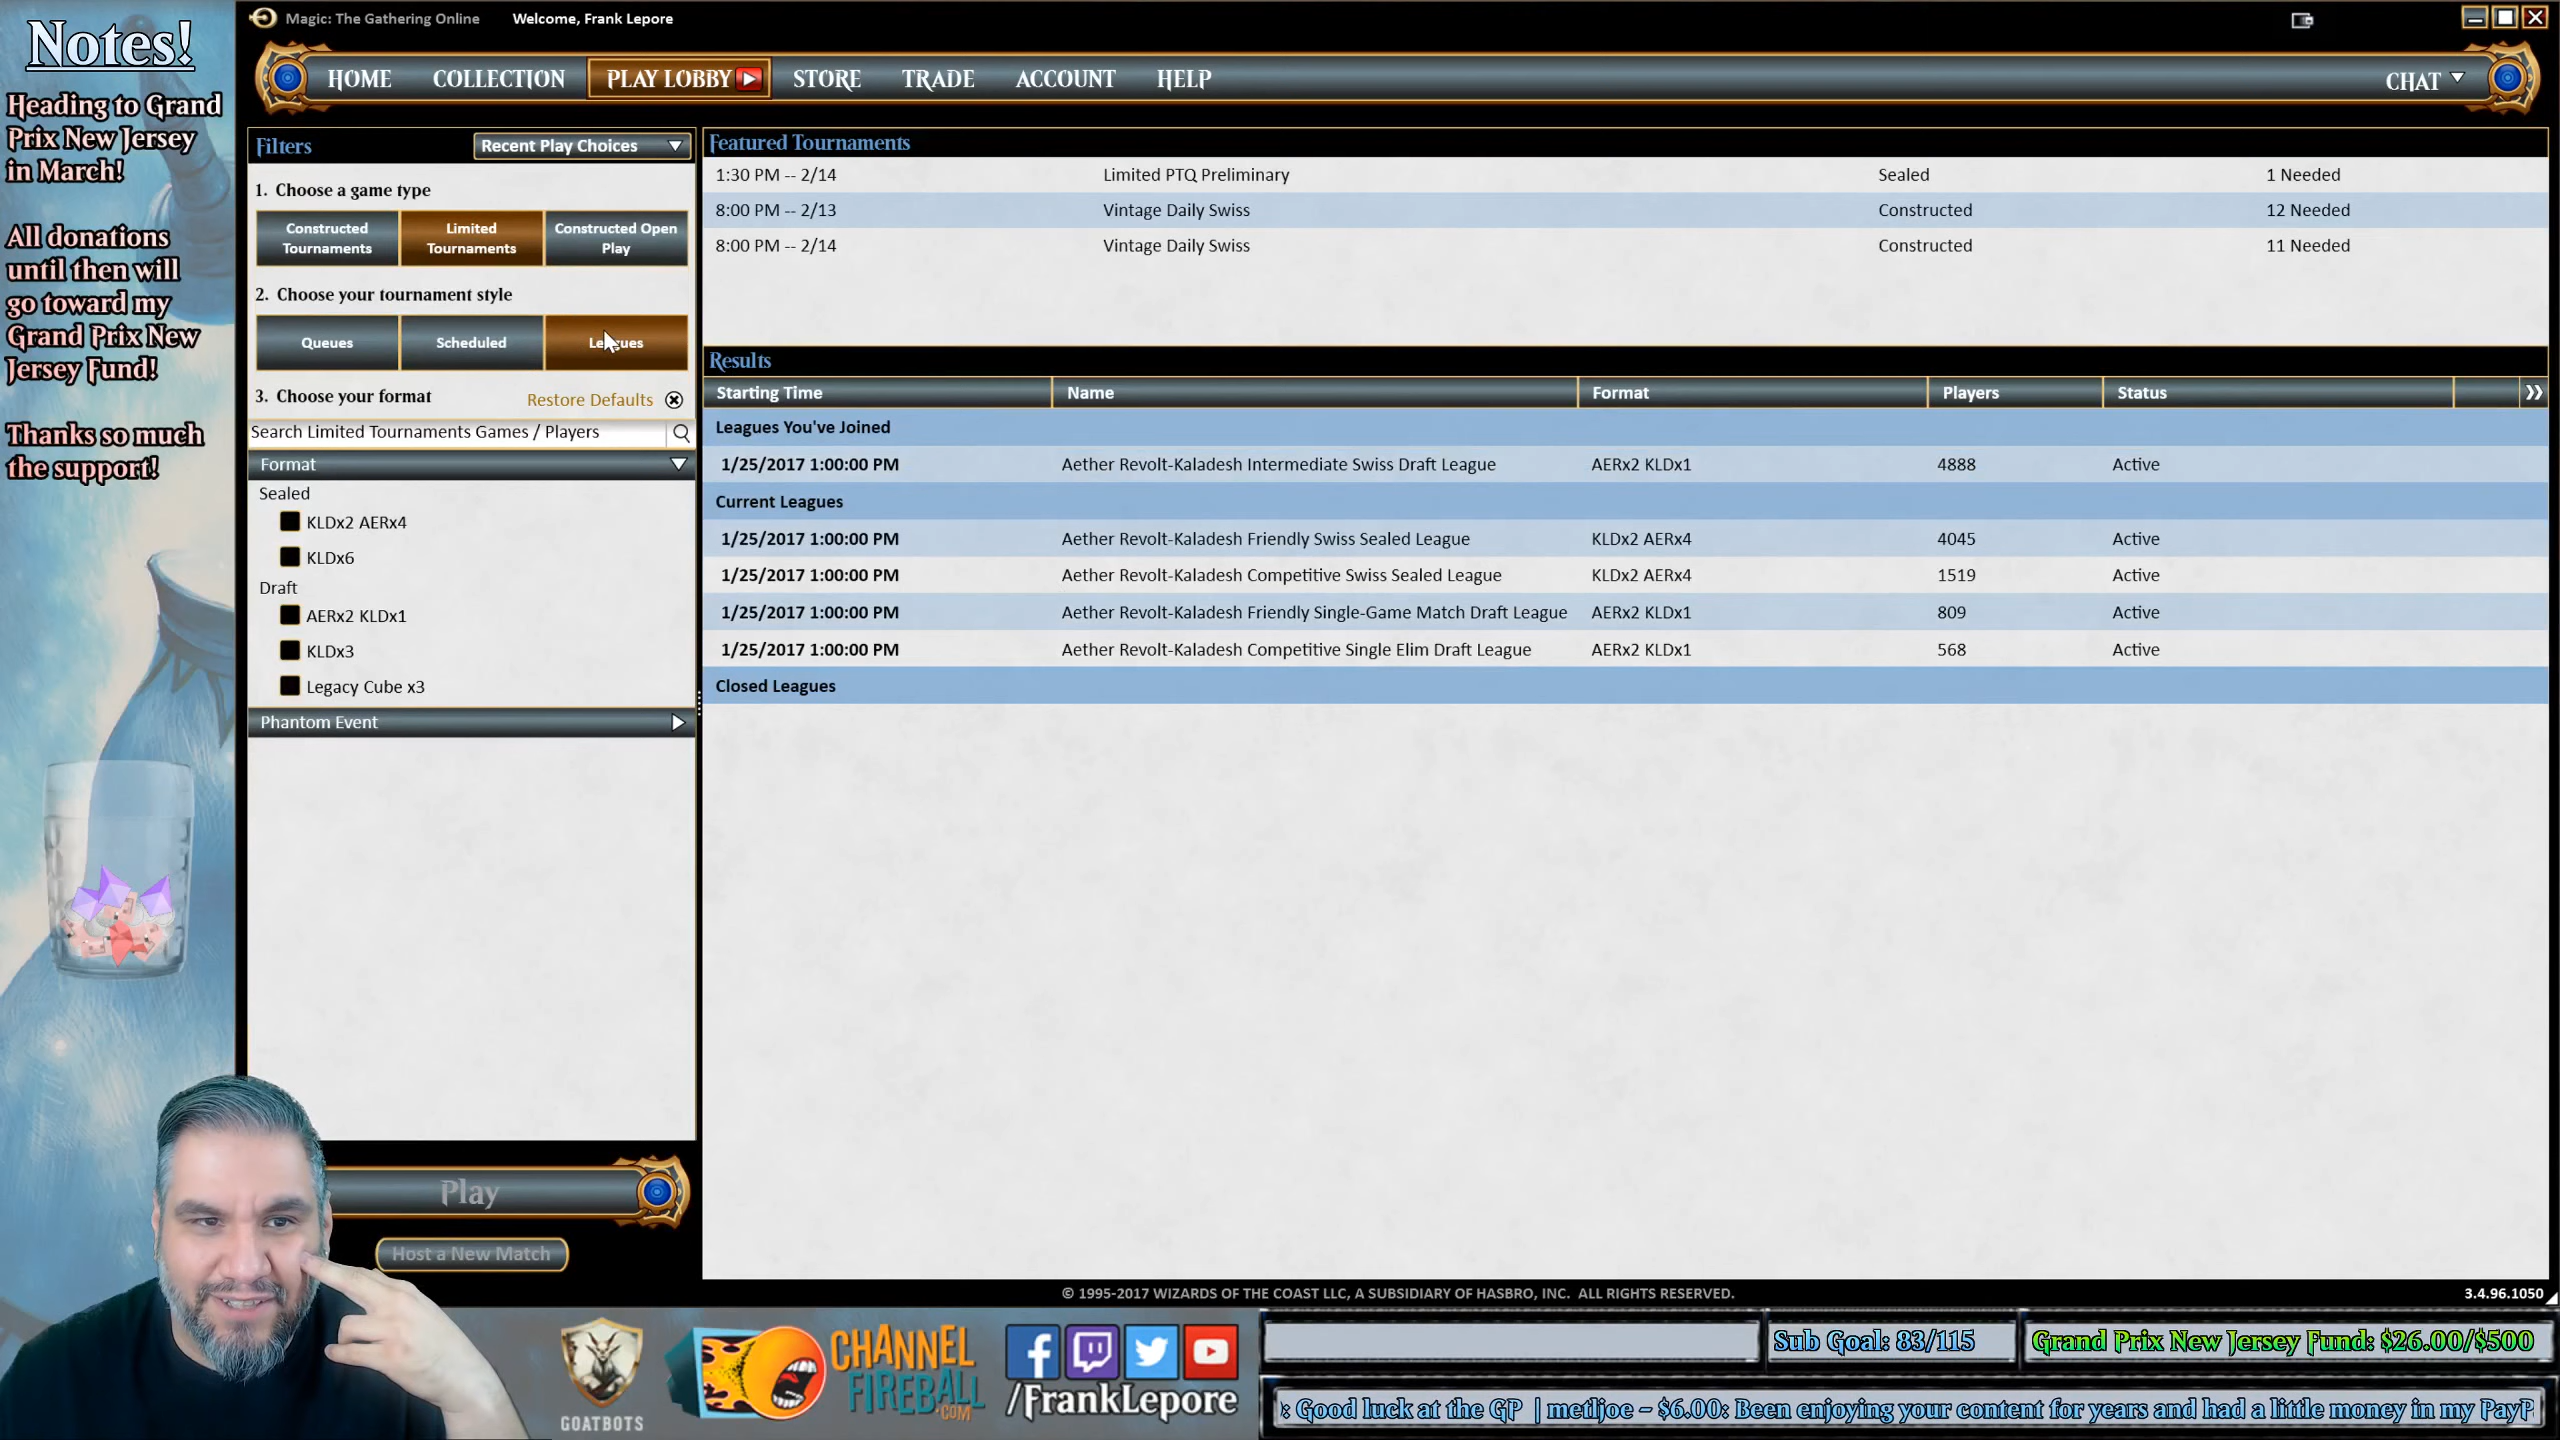 Notes!
Heading to Grand
Prix New Jersey
in March!
All donations
until then will
go toward my
Grand Prix New
Jersey Fund!
Thanks so much
the support!
Magic: The Gathering Online Welcome, Frank Lepore
HOME COLLECTION PLAY LOBBY STORE TRADE ACCOUNT HELP CHAT
Filters Recent Play Choices
1. Choose a game type
Constructed Tournaments Limited Tournaments Constructed Open Play
2. Choose your tournament style
Queues Scheduled Leagues
3. Choose your format Restore Defaults
Search Limited Tournaments Games / Players
Format
Sealed
KLDx2 AERx4
KLDx6
Draft
AERx2 KLDx1
KLDx3
Legacy Cube x3
Phantom Event
Play
Host a New Match
Featured Tournaments
1:30 PM -- 2/14 Limited PTQ Preliminary Sealed 1 Needed
8:00 PM -- 2/13 Vintage Daily Swiss Constructed 12 Needed
8:00 PM -- 2/14 Vintage Daily Swiss Constructed 11 Needed
Results
Starting Time Name Format Players Status
Leagues You've Joined
1/25/2017 1:00:00 PM Aether Revolt-Kaladesh Intermediate Swiss Draft League AERx2 KLDx1 4888 Active
Current Leagues
1/25/2017 1:00:00 PM Aether Revolt-Kaladesh Friendly Swiss Sealed League KLDx2 AERx4 4045 Active
1/25/2017 1:00:00 PM Aether Revolt-Kaladesh Competitive Swiss Sealed League KLDx2 AERx4 1519 Active
1/25/2017 1:00:00 PM Aether Revolt-Kaladesh Friendly Single-Game Match Draft League AERx2 KLDx1 809 Active
1/25/2017 1:00:00 PM Aether Revolt-Kaladesh Competitive Single Elim Draft League AERx2 KLDx1 568 Active
Closed Leagues
© 1995-2017 WIZARDS OF THE COAST LLC, A SUBSIDIARY OF HASBRO, INC. ALL RIGHTS RESERVED. 3.4.96.1050
GOATBOTS
CHANNEL
FIREBALL
.COM
/FrankLepore
Sub Goal: 83/115 Grand Prix New Jersey Fund: $26.00/$500
: Good luck at the GP | metljoe - $6.00: Been enjoying your content for years and had a little money in my PayP